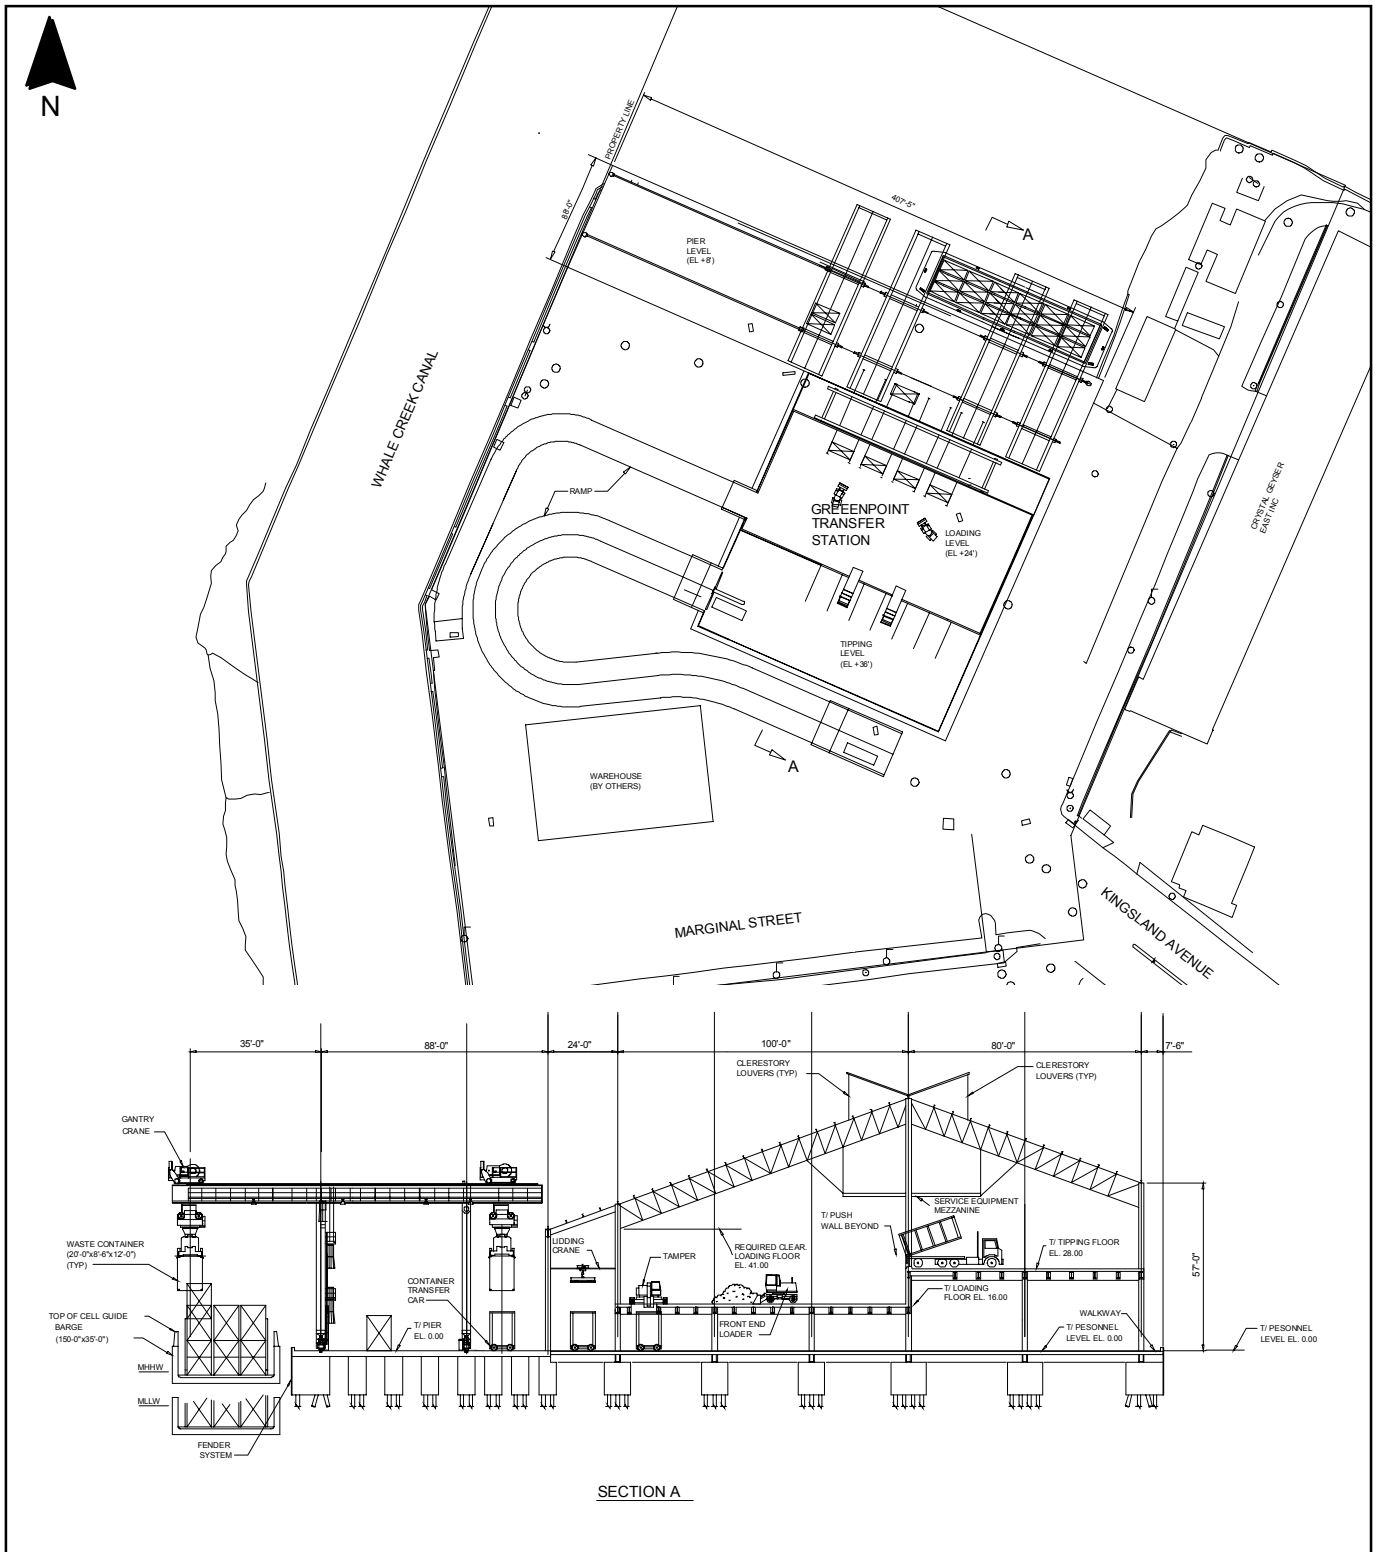 N
PROPERTY LINE
407'-5"
88'-0"
A
PIER
LEVEL
(EL +8')
WHALE CREEK CANAL
RAMP
GREEENPOINT
TRANSFER
STATION
LOADING
LEVEL
(EL +24')
CRYSTAL GEYSER
EAST INC
TIPPING
LEVEL
(EL +36')
A
WAREHOUSE
(BY OTHERS)
MARGINAL STREET
KINGSLAND AVENUE
35'-0"
88'-0"
24'-0"
100'-0"
80'-0"
7'-6"
CLERESTORY
LOUVERS (TYP)
CLERESTORY
LOUVERS (TYP)
GANTRY
CRANE
SERVICE EQUIPMENT
MEZZANINE
T/ PUSH
WALL BEYOND
WASTE CONTAINER
(20'-0"x8'-6"x12'-0")
(TYP)
LIDDING
CRANE
TAMPER
REQUIRED CLEAR.
LOADING FLOOR
EL. 41.00
T/ TIPPING FLOOR
EL. 28.00
57'-0"
CONTAINER
TRANSFER
CAR
T/ LOADING
FLOOR EL. 16.00
TOP OF CELL GUIDE
BARGE
(150-0"x35'-0")
T/ PIER
EL. 0.00
FRONT END
LOADER
WALKWAY
T/ PESONNEL
LEVEL EL. 0.00
T/ PESONNEL
LEVEL EL. 0.00
MHHW
MLLW
FENDER
SYSTEM
SECTION A